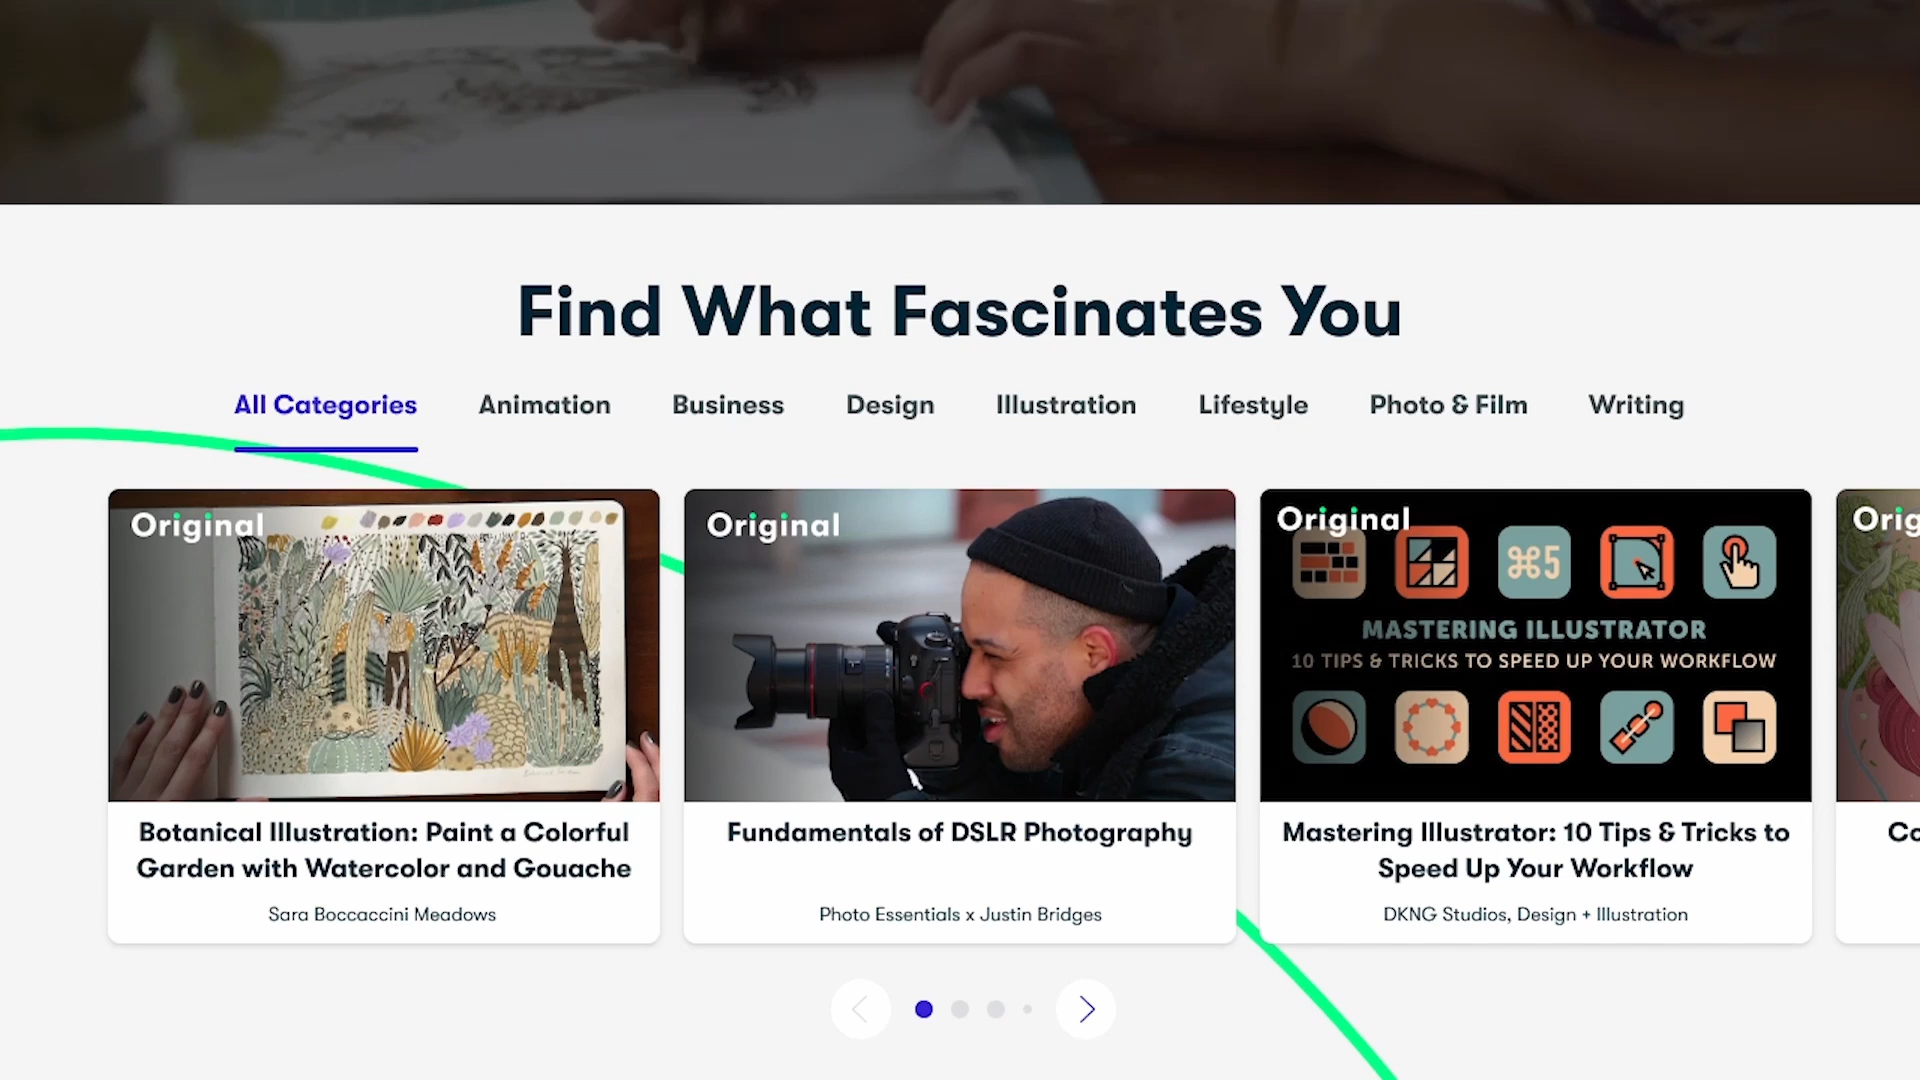 Find What Fascinates You
All Categories Animation Business Design Illustration Lifestyle Photo & Film Writing
Original
Original
Original
⌘5
MASTERING ILLUSTRATOR
10 TIPS & TRICKS TO SPEED UP YOUR WORKFLOW
Orig
Botanical Illustration: Paint a Colorful
Garden with Watercolor and Gouache
Sara Boccaccini Meadows
Fundamentals of DSLR Photography
Photo Essentials x Justin Bridges
Mastering Illustrator: 10 Tips & Tricks to
Speed Up Your Workflow
DKNG Studios, Design + Illustration
Co